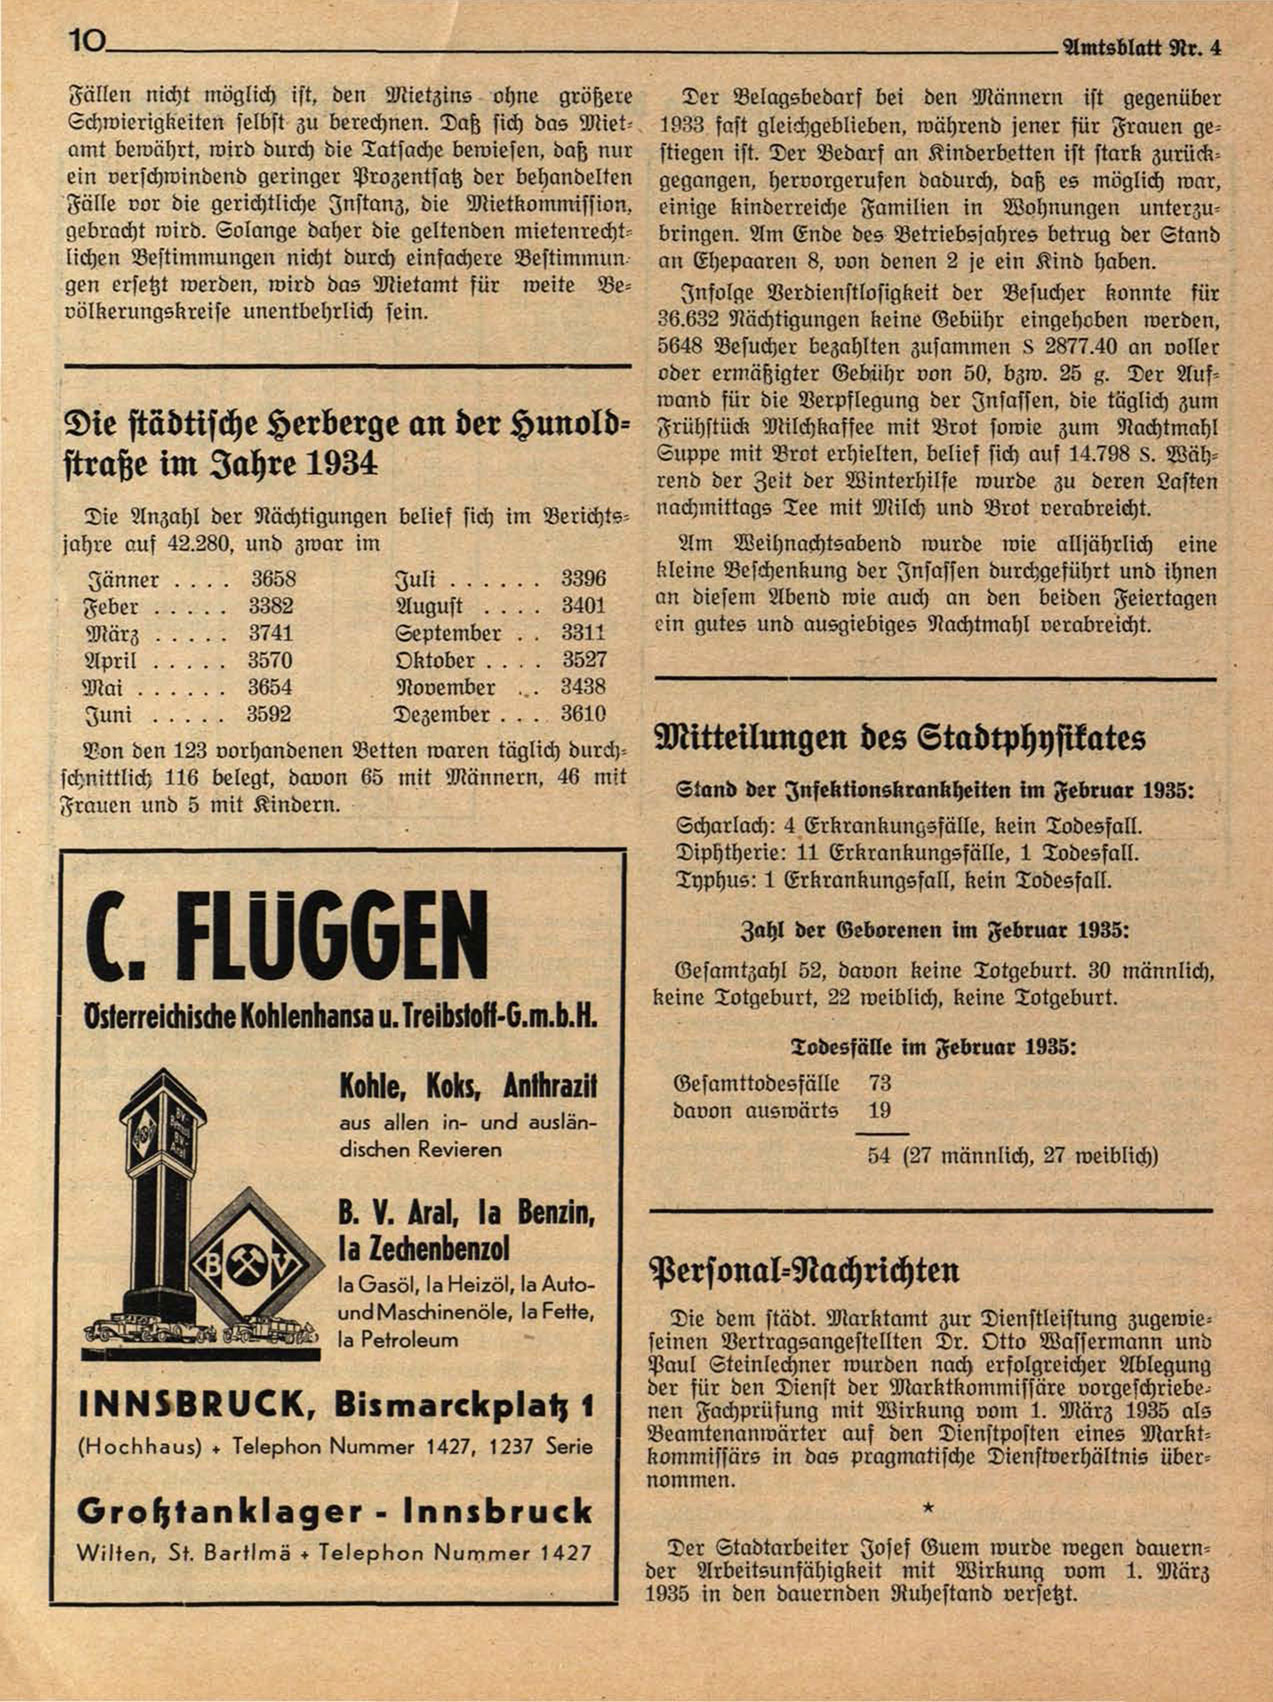 10
Amtsblatt Nr. 4
Fällen nicht möglich ist, den Mietzins ohne größere
Schwierigkeiten selbst zu berechnen. Daß sich das Miet-
amt bewährt, wird durch die Tatsache bewiesen, daß nur
ein verschwindend geringer Prozentsatz der behandelten
Fälle vor die gerichtliche Instanz, die Mietkommission,
gebracht wird. Solange daher die geltenden mietenrecht-
lichen Bestimmungen nicht durch einfachere Bestimmun-
gen ersetzt werden, wird das Mietamt für weite Be-
völkerungskreise unentbehrlich sein.
Die städtische Herberge an der Hunold-
straße im Jahre 1934
Die Anzahl der Nächtigungen belief sich im Berichts-
jahre auf 42.280, und zwar im
Jänner . . . . 3658 Juli . . . . . . 3396
Feber . . . . . 3382 August . . . . 3401
März . . . . . 3741 September . . 3311
April . . . . . 3570 Oktober . . . . 3527
Mai . . . . . . 3654 November . . 3438
Juni . . . . . 3592 Dezember . . . 3610
Von den 123 vorhandenen Betten waren täglich durch-
schnittlich 116 belegt, davon 65 mit Männern, 46 mit
Frauen und 5 mit Kindern.
C. FLÜGGEN
Österreichische Kohlenhansa u. Treibstoff-G.m.b.H.
Kohle, Koks, Anthrazit
aus allen in- und auslän-
dischen Revieren
B. V. Aral, Ia Benzin,
Ia Zechenbenzol
Ia Gasöl, Ia Heizöl, Ia Auto-
und Maschinenöle, Ia Fette,
Ia Petroleum
B V
INNSBRUCK, Bismarckplatz 1
(Hochhaus) + Telephon Nummer 1427, 1237 Serie
Großtanklager - Innsbruck
Wilten, St. Bartlmä + Telephon Nummer 1427
Der Belagsbedarf bei den Männern ist gegenüber
1933 fast gleichgeblieben, während jener für Frauen ge-
stiegen ist. Der Bedarf an Kinderbetten ist stark zurück-
gegangen, hervorgerufen dadurch, daß es möglich war,
einige kinderreiche Familien in Wohnungen unterzu-
bringen. Am Ende des Betriebsjahres betrug der Stand
an Ehepaaren 8, von denen 2 je ein Kind haben.
Infolge Verdienstlosigkeit der Besucher konnte für
36.632 Nächtigungen keine Gebühr eingehoben werden,
5648 Besucher bezahlten zusammen S 2877.40 an voller
oder ermäßigter Gebühr von 50, bzw. 25 g. Der Auf-
wand für die Verpflegung der Insassen, die täglich zum
Frühstück Milchkaffee mit Brot sowie zum Nachtmahl
Suppe mit Brot erhielten, belief sich auf 14.798 S. Wäh-
rend der Zeit der Winterhilfe wurde zu deren Lasten
nachmittags Tee mit Milch und Brot verabreicht.
Am Weihnachtsabend wurde wie alljährlich eine
kleine Beschenkung der Insassen durchgeführt und ihnen
an diesem Abend wie auch an den beiden Feiertagen
ein gutes und ausgiebiges Nachtmahl verabreicht.
Mitteilungen des Stadtphysikates
Stand der Infektionskrankheiten im Februar 1935:
Scharlach: 4 Erkrankungsfälle, kein Todesfall.
Diphtherie: 11 Erkrankungsfälle, 1 Todesfall.
Typhus: 1 Erkrankungsfall, kein Todesfall.
Zahl der Geborenen im Februar 1935:
Gesamtzahl 52, davon keine Totgeburt. 30 männlich,
keine Totgeburt, 22 weiblich, keine Totgeburt.
Todesfälle im Februar 1935:
Gesamttodesfälle 73
davon auswärts 19
54 (27 männlich, 27 weiblich)
Personal-Nachrichten
Die dem städt. Marktamt zur Dienstleistung zugewie-
seinen Vertragsangestellten Dr. Otto Wassermann und
Paul Steinlechner wurden nach erfolgreicher Ablegung
der für den Dienst der Marktkommissäre vorgeschriebe-
nen Fachprüfung mit Wirkung vom 1. März 1935 als
Beamtenanwärter auf den Dienstposten eines Markt-
kommissärs in das pragmatische Dienstverhältnis über-
nommen.
*
Der Stadtarbeiter Josef Guem wurde wegen dauern-
der Arbeitsunfähigkeit mit Wirkung vom 1. März
1935 in den dauernden Ruhestand versetzt.